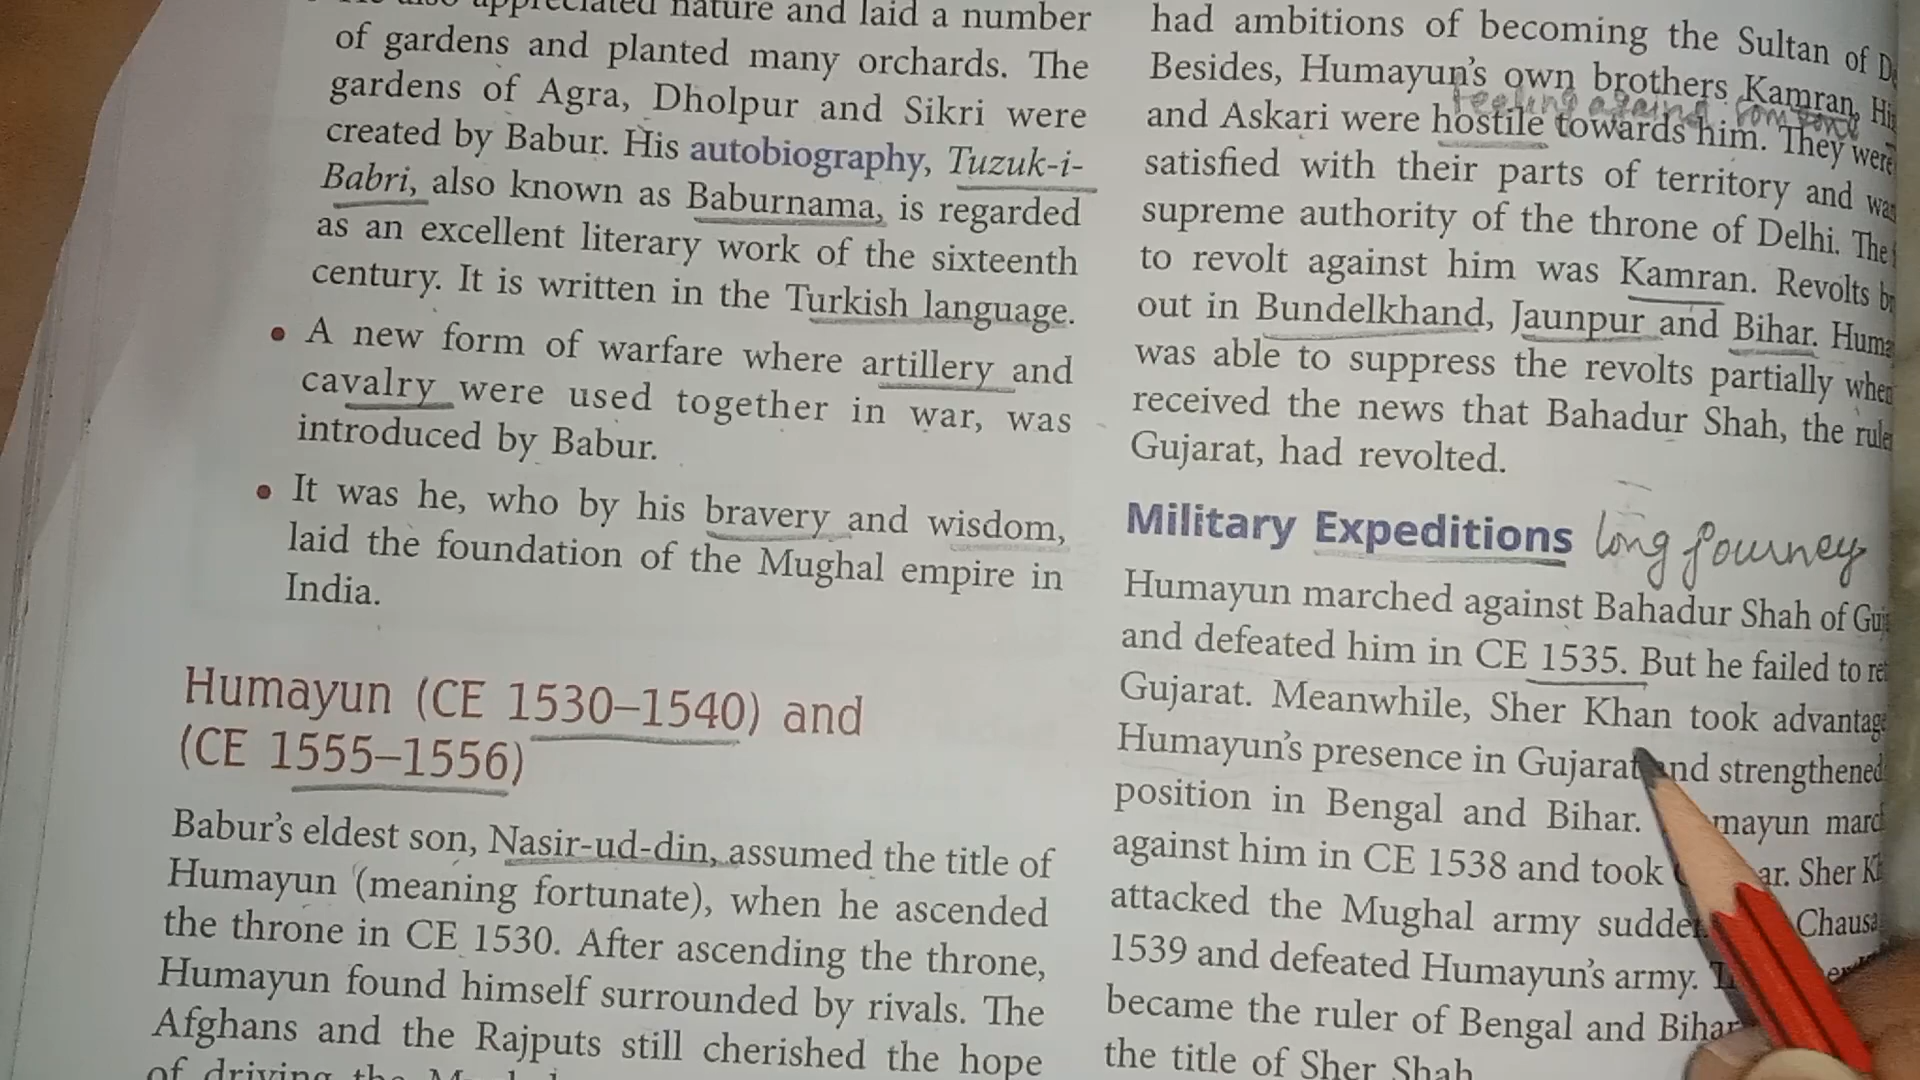 He also appreciated nature and laid a number
of gardens and planted many orchards. The
gardens of Agra, Dholpur and Sikri were
created by Babur. His autobiography, Tuzuk-i-
Babri, also known as Baburnama, is regarded
as an excellent literary work of the sixteenth
century. It is written in the Turkish language.
• A new form of warfare where artillery and
cavalry were used together in war, was
introduced by Babur.
• It was he, who by his bravery and wisdom,
laid the foundation of the Mughal empire in
India.
Humayun (CE 1530–1540) and
(CE 1555–1556)
Babur's eldest son, Nasir-ud-din, assumed the title of
Humayun (meaning fortunate), when he ascended
the throne in CE 1530. After ascending the throne,
Humayun found himself surrounded by rivals. The
Afghans and the Rajputs still cherished the hope
of driving the
had ambitions of becoming the Sultan of
Besides, Humayun's own brothers Kamran,
feeling against
and Askari were hostile towards him. They were
satisfied with their parts of territory and
supreme authority of the throne of Delhi. The
to revolt against him was Kamran. Revolts
out in Bundelkhand, Jaunpur and Bihar.
was able to suppress the revolts partially
received the news that Bahadur Shah, the
Gujarat, had revolted.
Military Expeditions long journey
Humayun marched against Bahadur Shah of
and defeated him in CE 1535. But he failed to
Gujarat. Meanwhile, Sher Khan took
Humayun's presence in Gujarat and strengthened
position in Bengal and Bihar.
against him in CE 1538 and took
attacked the Mughal army Chausa
1539 and defeated Humayun's army.
became the ruler of Bengal and Bihar
the title of Sher Shah